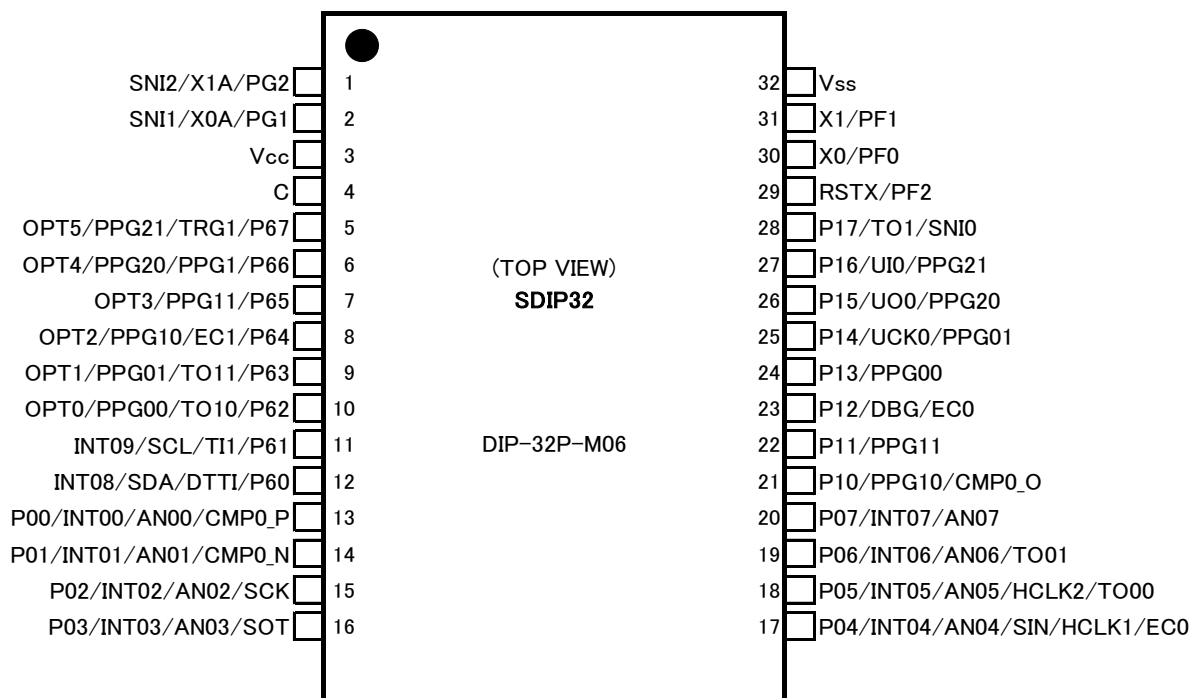 SNI2/X1A/PG2 1 32 Vss
SNI1/X0A/PG1 2 31 X1/PF1
Vcc 3 30 X0/PF0
C 4 29 RSTX/PF2
OPT5/PPG21/TRG1/P67 5 28 P17/TO1/SNI0
OPT4/PPG20/PPG1/P66 6 (TOP VIEW) 27 P16/UI0/PPG21
OPT3/PPG11/P65 7 SDIP32 26 P15/UO0/PPG20
OPT2/PPG10/EC1/P64 8 25 P14/UCK0/PPG01
OPT1/PPG01/TO11/P63 9 24 P13/PPG00
OPT0/PPG00/TO10/P62 10 23 P12/DBG/EC0
INT09/SCL/TI1/P61 11 DIP-32P-M06 22 P11/PPG11
INT08/SDA/DTTI/P60 12 21 P10/PPG10/CMP0_O
P00/INT00/AN00/CMP0_P 13 20 P07/INT07/AN07
P01/INT01/AN01/CMP0_N 14 19 P06/INT06/AN06/TO01
P02/INT02/AN02/SCK 15 18 P05/INT05/AN05/HCLK2/TO00
P03/INT03/AN03/SOT 16 17 P04/INT04/AN04/SIN/HCLK1/EC0